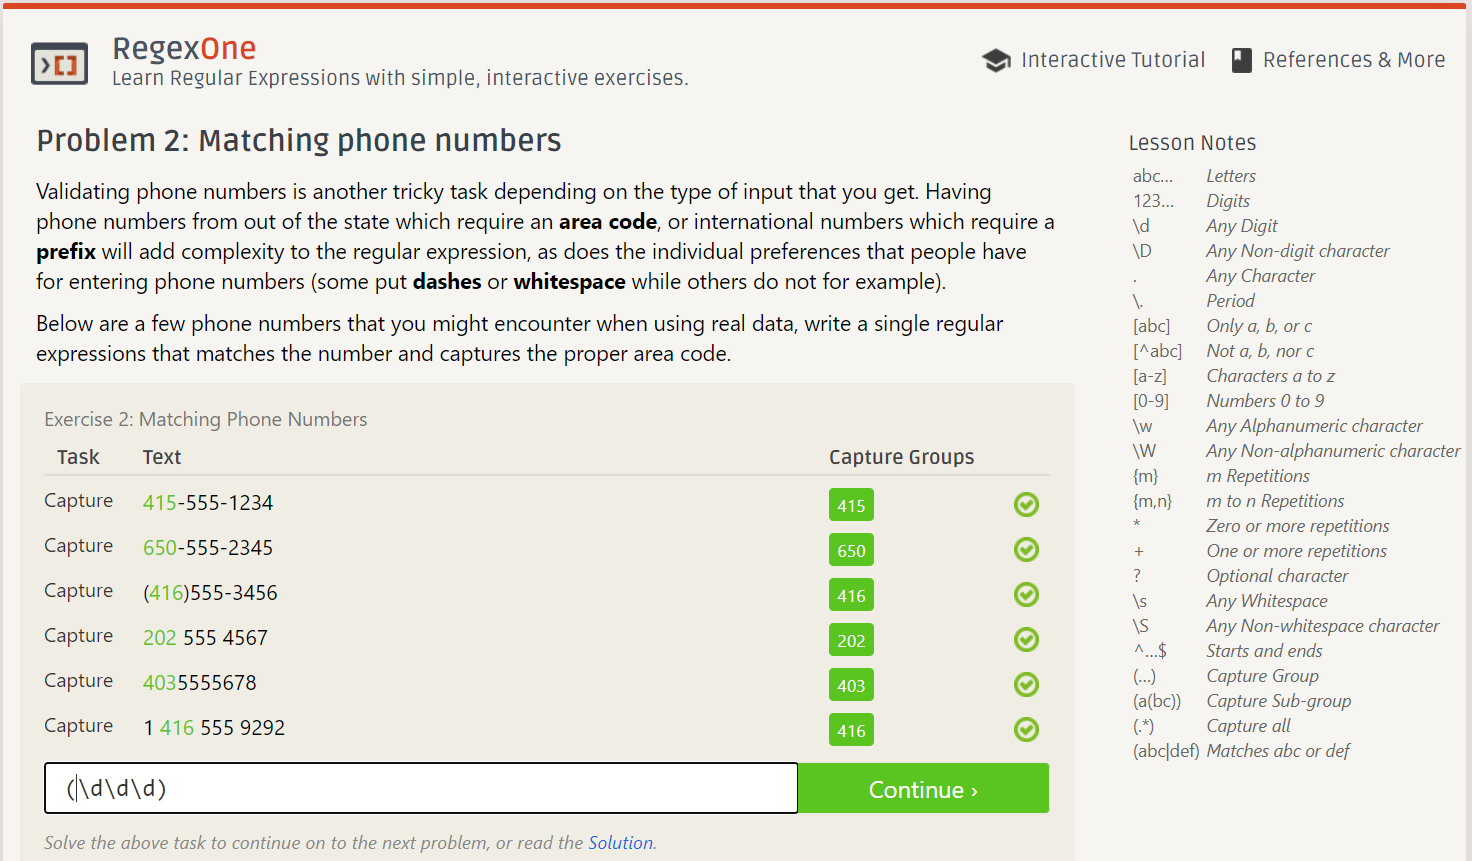 RegexOne
Learn Regular Expressions with simple, interactive exercises.
Interactive Tutorial
References & More
Problem 2: Matching phone numbers
Validating phone numbers is another tricky task depending on the type of input that you get. Having
phone numbers from out of the state which require an area code, or international numbers which require a
prefix will add complexity to the regular expression, as does the individual preferences that people have
for entering phone numbers (some put dashes or whitespace while others do not for example).
Below are a few phone numbers that you might encounter when using real data, write a single regular
expressions that matches the number and captures the proper area code.
Exercise 2: Matching Phone Numbers
Task Text Capture Groups
Capture 415-555-1234 415
Capture 650-555-2345 650
Capture (416)555-3456 416
Capture 202 555 4567 202
Capture 4035555678 403
Capture 1 416 555 9292 416
(\d\d\d)
Continue ›
Solve the above task to continue on to the next problem, or read the Solution.
Lesson Notes
abc... Letters
123... Digits
\d Any Digit
\D Any Non-digit character
. Any Character
\. Period
[abc] Only a, b, or c
[^abc] Not a, b, nor c
[a-z] Characters a to z
[0-9] Numbers 0 to 9
\w Any Alphanumeric character
\W Any Non-alphanumeric character
{m} m Repetitions
{m,n} m to n Repetitions
* Zero or more repetitions
+ One or more repetitions
? Optional character
\s Any Whitespace
\S Any Non-whitespace character
^...$ Starts and ends
(...) Capture Group
(a(bc)) Capture Sub-group
(.*) Capture all
(abc|def) Matches abc or def